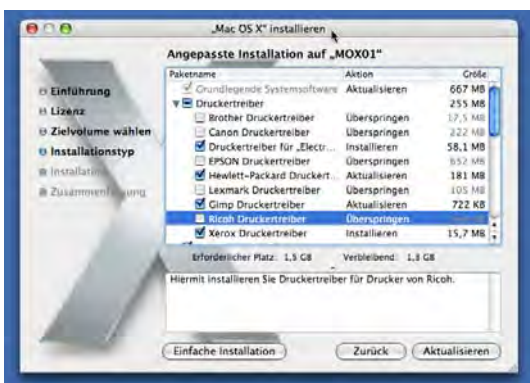 „Mac OS X“ installieren
Angepasste Installation auf „MOX01“
Einführung
Lizenz
Zielvolume wählen
Installationstyp
Installation
Zusammenfassung
Paketname Aktion Größe
Grundlegende Systemsoftware Aktualisieren 667 MB
Druckertreiber 255 MB
Brother Druckertreiber Überspringen 17,5 MB
Canon Druckertreiber Überspringen 222 MB
Druckertreiber für „Electr... Installieren 58,1 MB
EPSON Druckertreiber Überspringen 652 MB
Hewlett-Packard Druckert... Aktualisieren 181 MB
Lexmark Druckertreiber Überspringen 105 MB
Gimp Druckertreiber Aktualisieren 722 KB
Ricoh Druckertreiber Überspringen
Xerox Druckertreiber Installieren 15,7 MB
Erforderlicher Platz: 1,5 GB Verbleibend: 1,8 GB
Hiermit installieren Sie Druckertreiber für Drucker von Ricoh.
Einfache Installation Zurück Aktualisieren